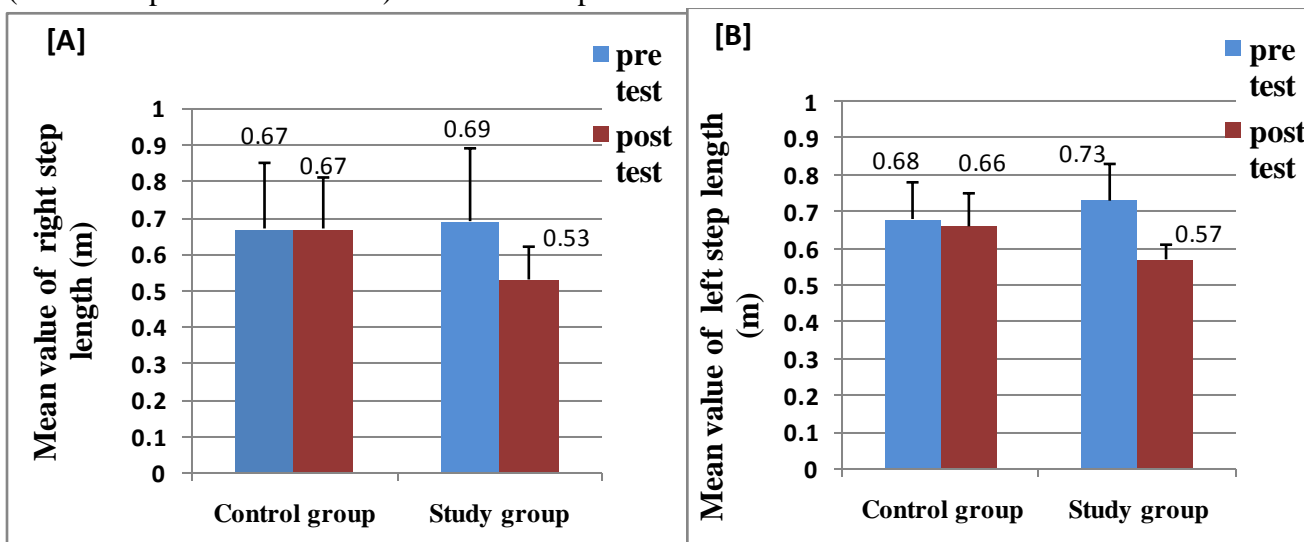 [A]
pre
test
post
test
Mean value of right step
length (m)
1
0.9
0.8
0.7
0.6
0.5
0.4
0.3
0.2
0.1
0
0.67
0.67
0.69
0.53
Control group
Study group
[B]
pre
test
post
test
Mean value of left step length
(m)
1
0.9
0.8
0.7
0.6
0.5
0.4
0.3
0.2
0.1
0
0.68
0.66
0.73
0.57
Control group
Study group